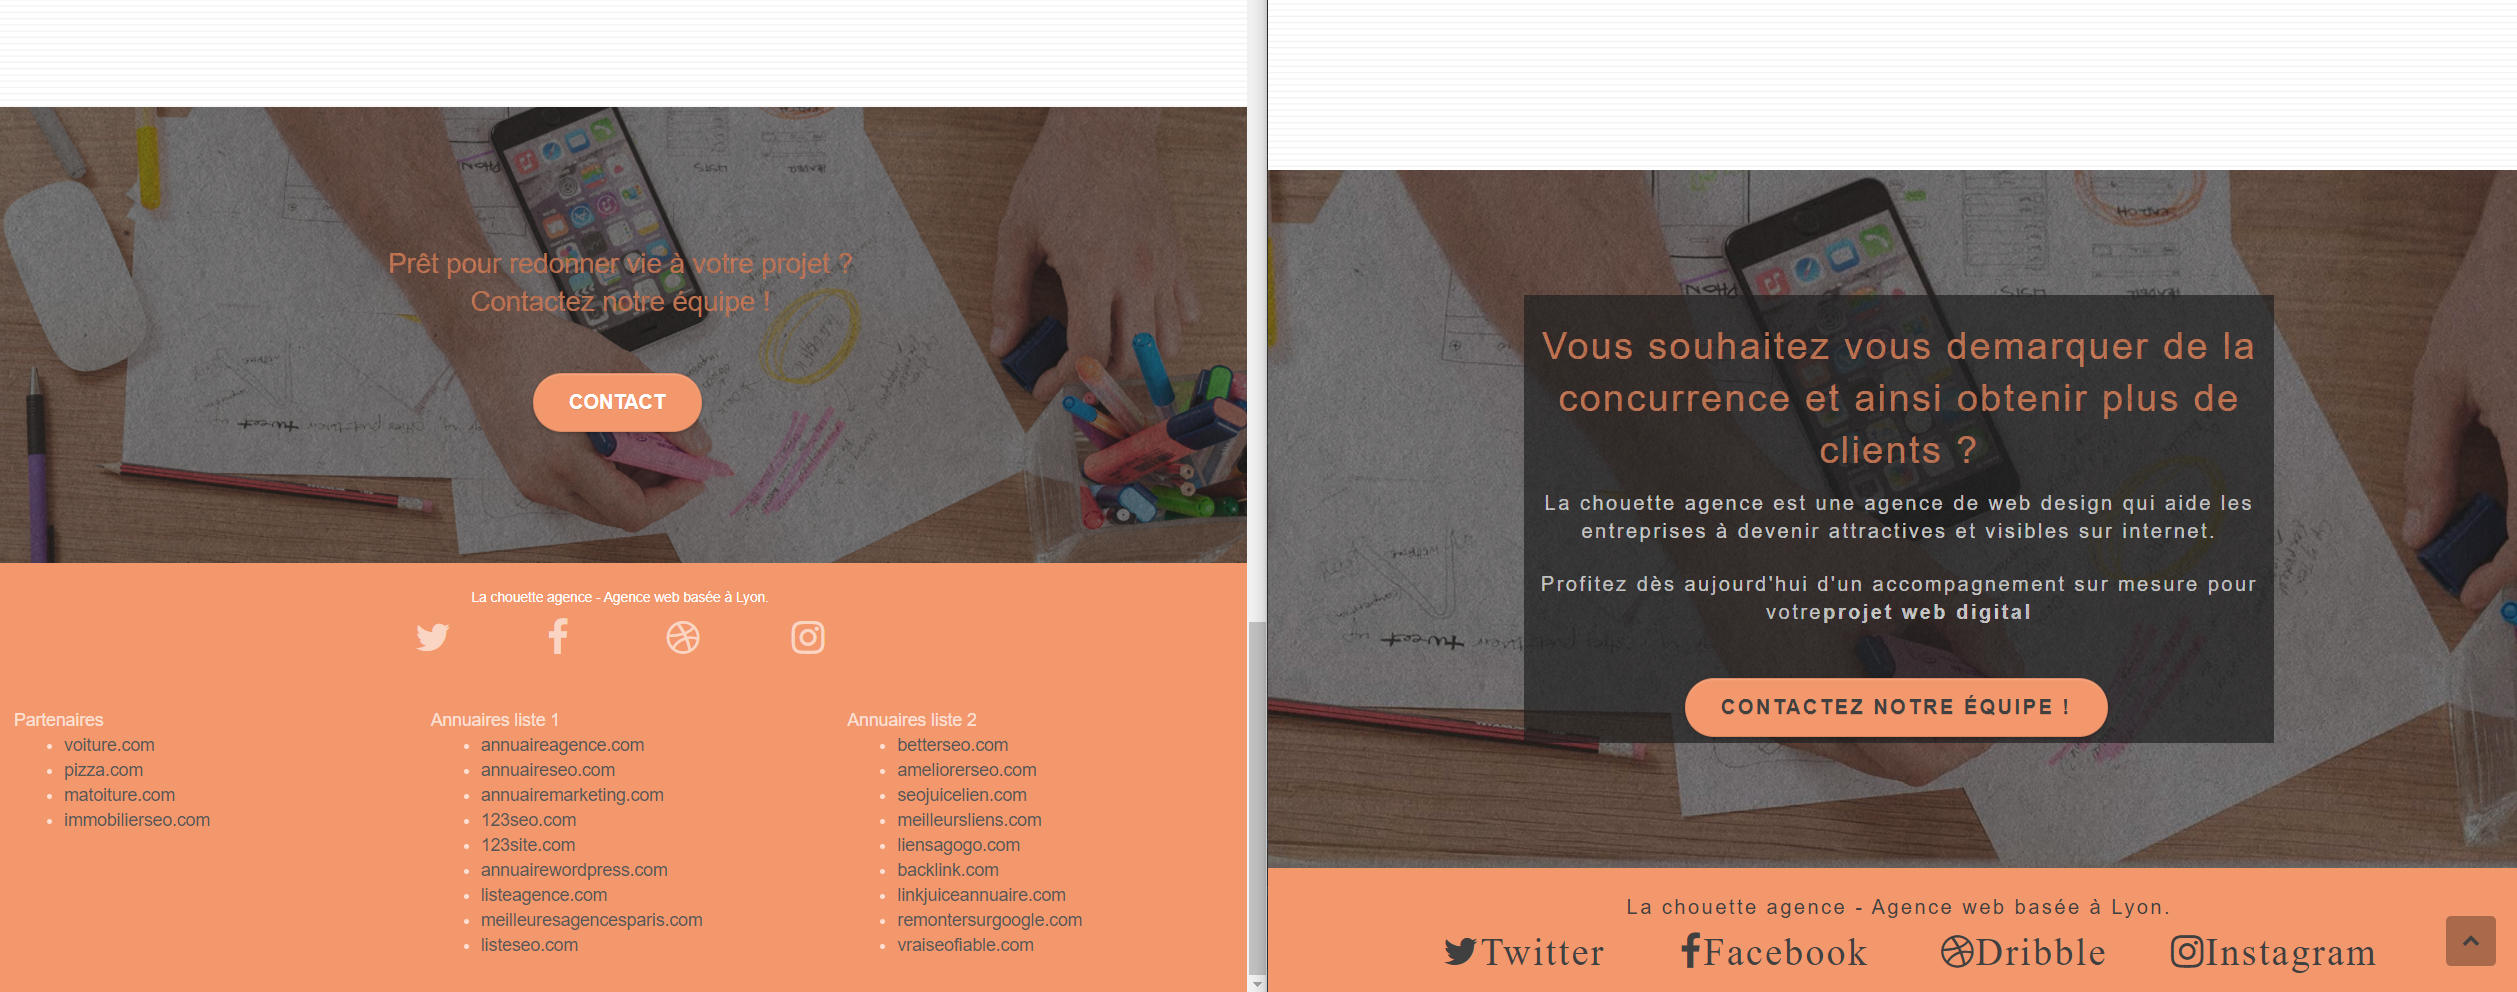 Prêt pour redonner vie à votre projet ?
Contactez notre équipe !
CONTACT
La chouette agence - Agence web basée à Lyon.
Partenaires
voiture.com
pizza.com
matoiture.com
immobilierseo.com
Annuaires liste 1
annuaireagence.com
annuaireseo.com
annuairemarketing.com
123seo.com
123site.com
annuairewordpress.com
listeagence.com
meilleuresagencesparis.com
listeseo.com
Annuaires liste 2
betterseo.com
ameliorerseo.com
seojuicelien.com
meilleursliens.com
liensagogo.com
backlink.com
linkjuiceannuaire.com
remontersurgoogle.com
vraiseofiable.com
Vous souhaitez vous demarquer de la
concurrence et ainsi obtenir plus de
clients ?
La chouette agence est une agence de web design qui aide les
entreprises à devenir attractives et visibles sur internet.
Profitez dès aujourd'hui d'un accompagnement sur mesure pour
votreprojet web digital
CONTACTEZ NOTRE ÉQUIPE !
La chouette agence - Agence web basée à Lyon.
Twitter Facebook Dribble Instagram